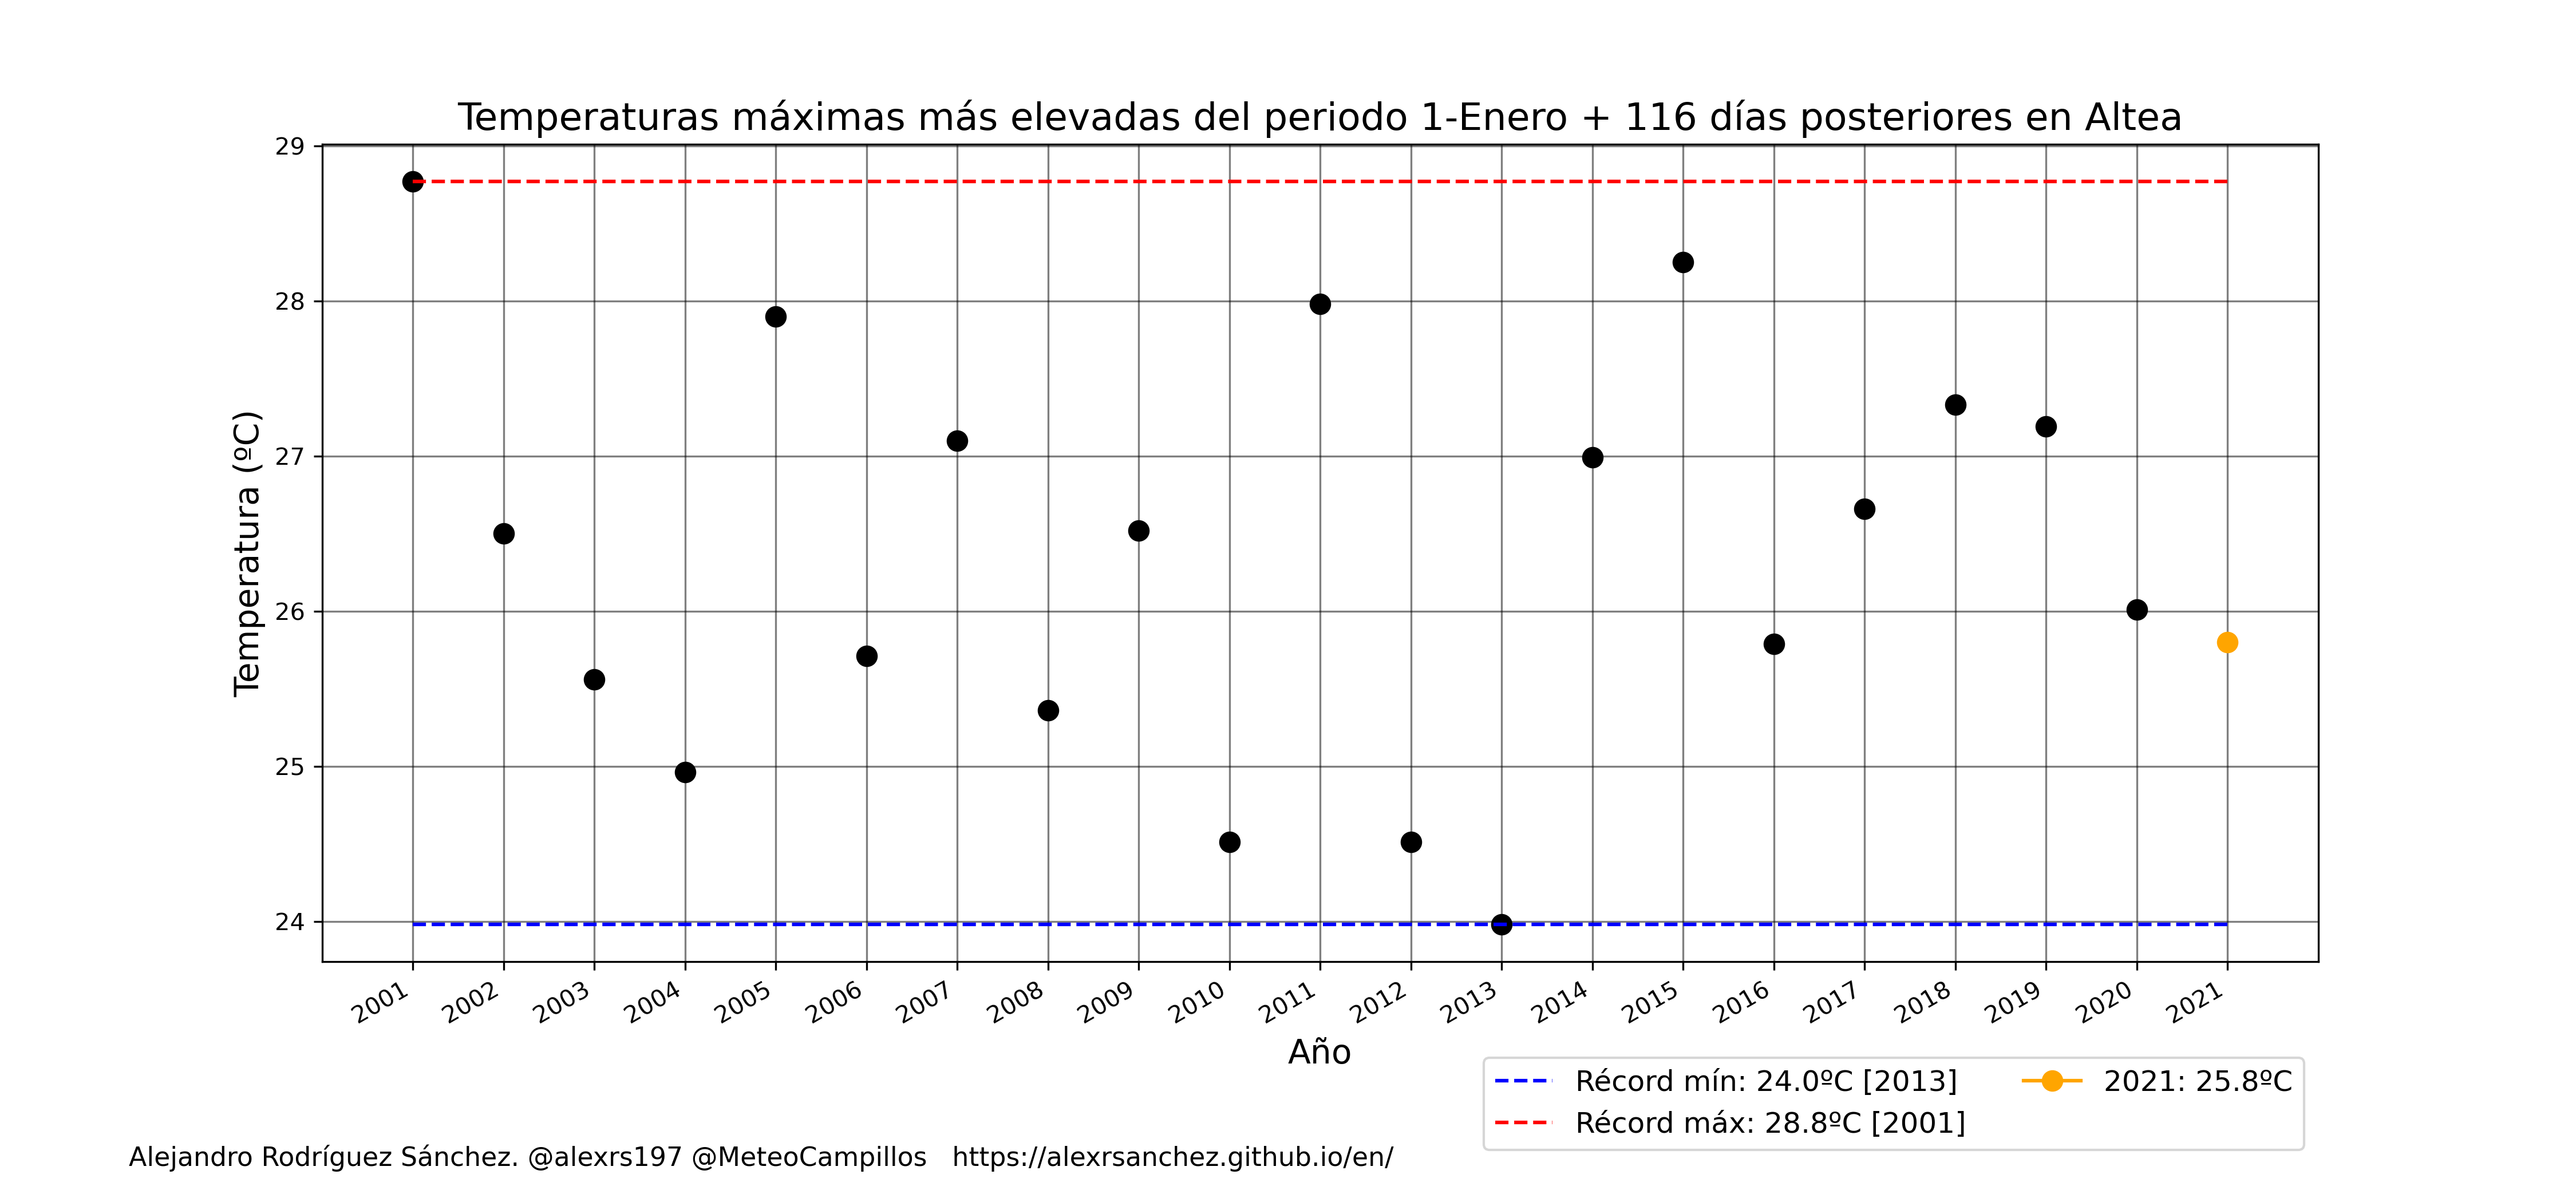 Temperaturas máximas más elevadas del periodo 1-Enero + 116 días posteriores en Altea
Temperatura (ºC)
29
28
27
26
25
24
2001 2002 2003 2004 2005 2006 2007 2008 2009 2010 2011 2012 2013 2014 2015 2016 2017 2018 2019 2020 2021
Año
Récord mín: 24.0ºC [2013]
Récord máx: 28.8ºC [2001]
2021: 25.8ºC
Alejandro Rodríguez Sánchez. @alexrs197 @MeteoCampillos https://alexrsanchez.github.io/en/